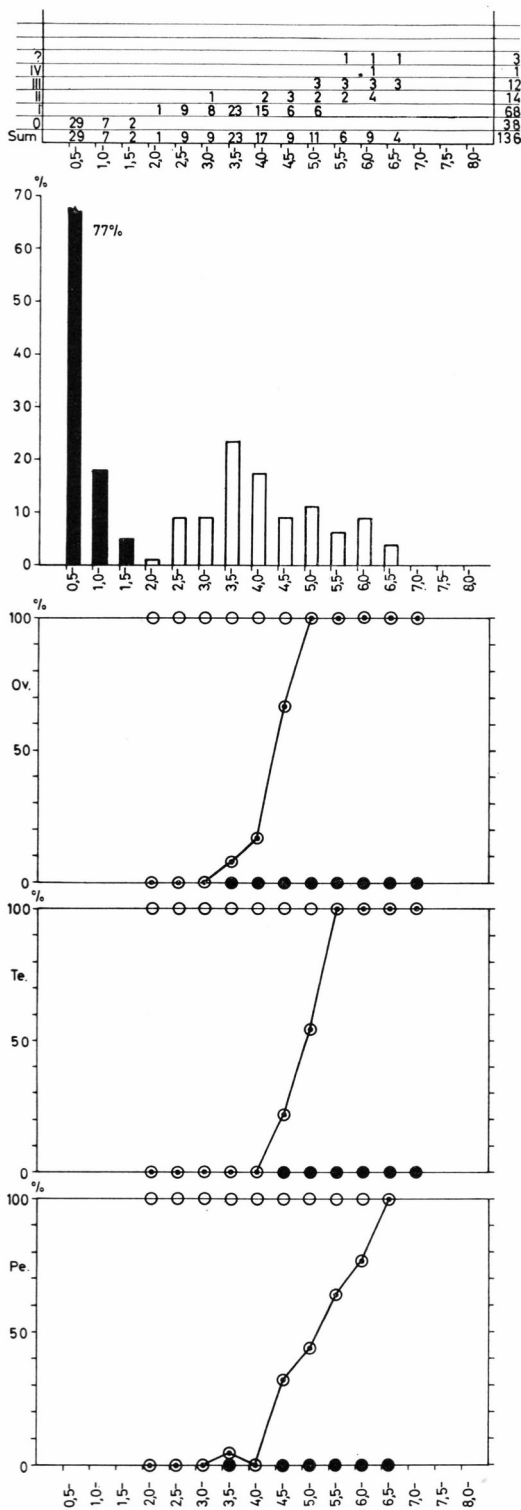 ? 1 1 1 3
IV 1 1
III 3 3 3 3 12
II 1 2 3 2 2 4 14
I 1 9 8 23 15 6 6 68
0 29 7 2 38
Sum 29 7 2 1 9 9 23 17 9 11 6 9 4 136
0,5- 1,0- 1,5- 2,0- 2,5- 3,0- 3,5- 4,0- 4,5- 5,0- 5,5- 6,0- 6,5- 7,0- 7,5- 8,0-
%
70
77%
60
50
40
30
20
10
0
0,5- 1,0- 1,5- 2,0- 2,5- 3,0- 3,5- 4,0- 4,5- 5,0- 5,5- 6,0- 6,5- 7,0- 7,5- 8,0-
%
100
Ov.
50
0
%
100
Te.
50
0
%
100
Pe.
50
0
0,5- 1,0- 1,5- 2,0- 2,5- 3,0- 3,5- 4,0- 4,5- 5,0- 5,5- 6,0- 6,5- 7,0- 7,5- 8,0-